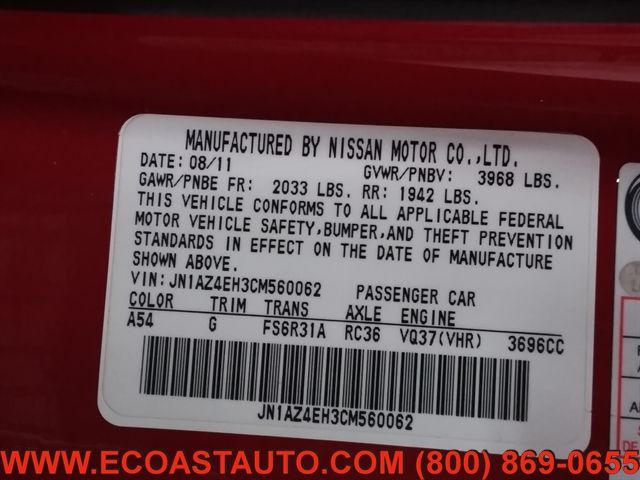 MANUFACTURED BY NISSAN MOTOR CO.,LTD.
DATE: 08/11 GVWR/PNBV: 3968 LBS.
GAWR/PNBE FR: 2033 LBS. RR: 1942 LBS.
THIS VEHICLE CONFORMS TO ALL APPLICABLE FEDERAL
MOTOR VEHICLE SAFETY,BUMPER,AND THEFT PREVENTION
STANDARDS IN EFFECT ON THE DATE OF MANUFACTURE
SHOWN ABOVE.
VIN: JN1AZ4EH3CM560062 PASSENGER CAR
COLOR TRIM TRANS AXLE ENGINE
A54 G FS6R31A RC36 VQ37(VHR) 3696CC
JN1AZ4EH3CM560062
WWW.ECOASTAUTO.COM (800) 869-0655